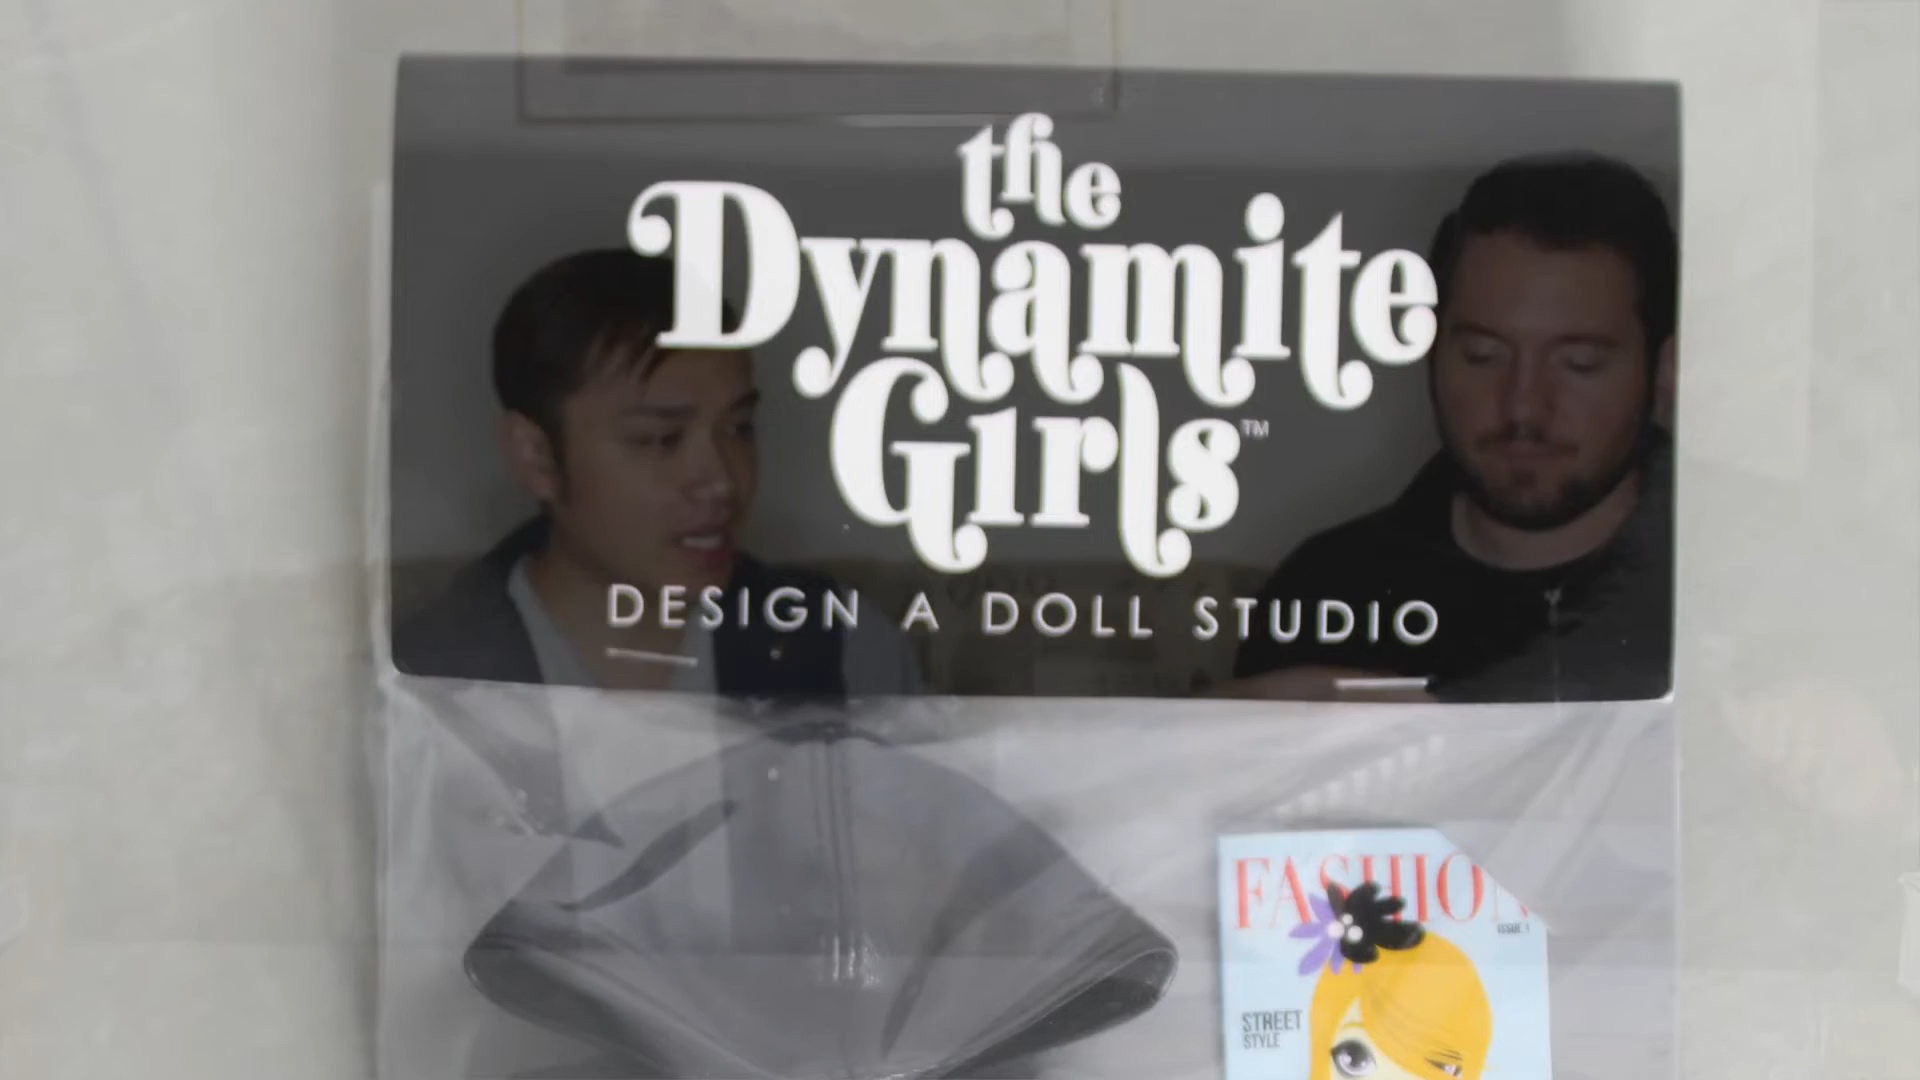 the
Dynamite
Girls™
DESIGN A DOLL STUDIO
FASHION
ISSUE 1
STREET
STYLE